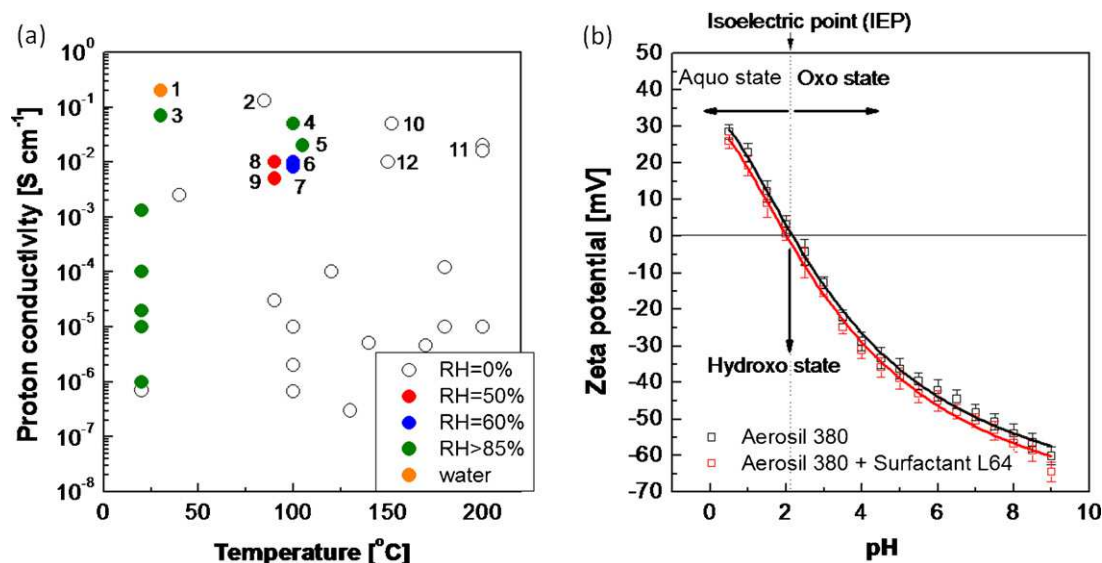 (a)
10^0
10^-1
10^-2
10^-3
10^-4
10^-5
10^-6
10^-7
10^-8
Proton conductivity [S cm^-1]
1
2
3
4
5
6
7
8
9
10
11
12
RH=0%
RH=50%
RH=60%
RH>85%
water
0
50
100
150
200
Temperature [°C]
(b)
Isoelectric point (IEP)
Aquo state
Oxo state
50
40
30
20
10
0
-10
-20
-30
-40
-50
-60
-70
Zeta potential [mV]
Hydroxo state
Aerosil 380
Aerosil 380 + Surfactant L64
0
2
4
6
8
10
pH